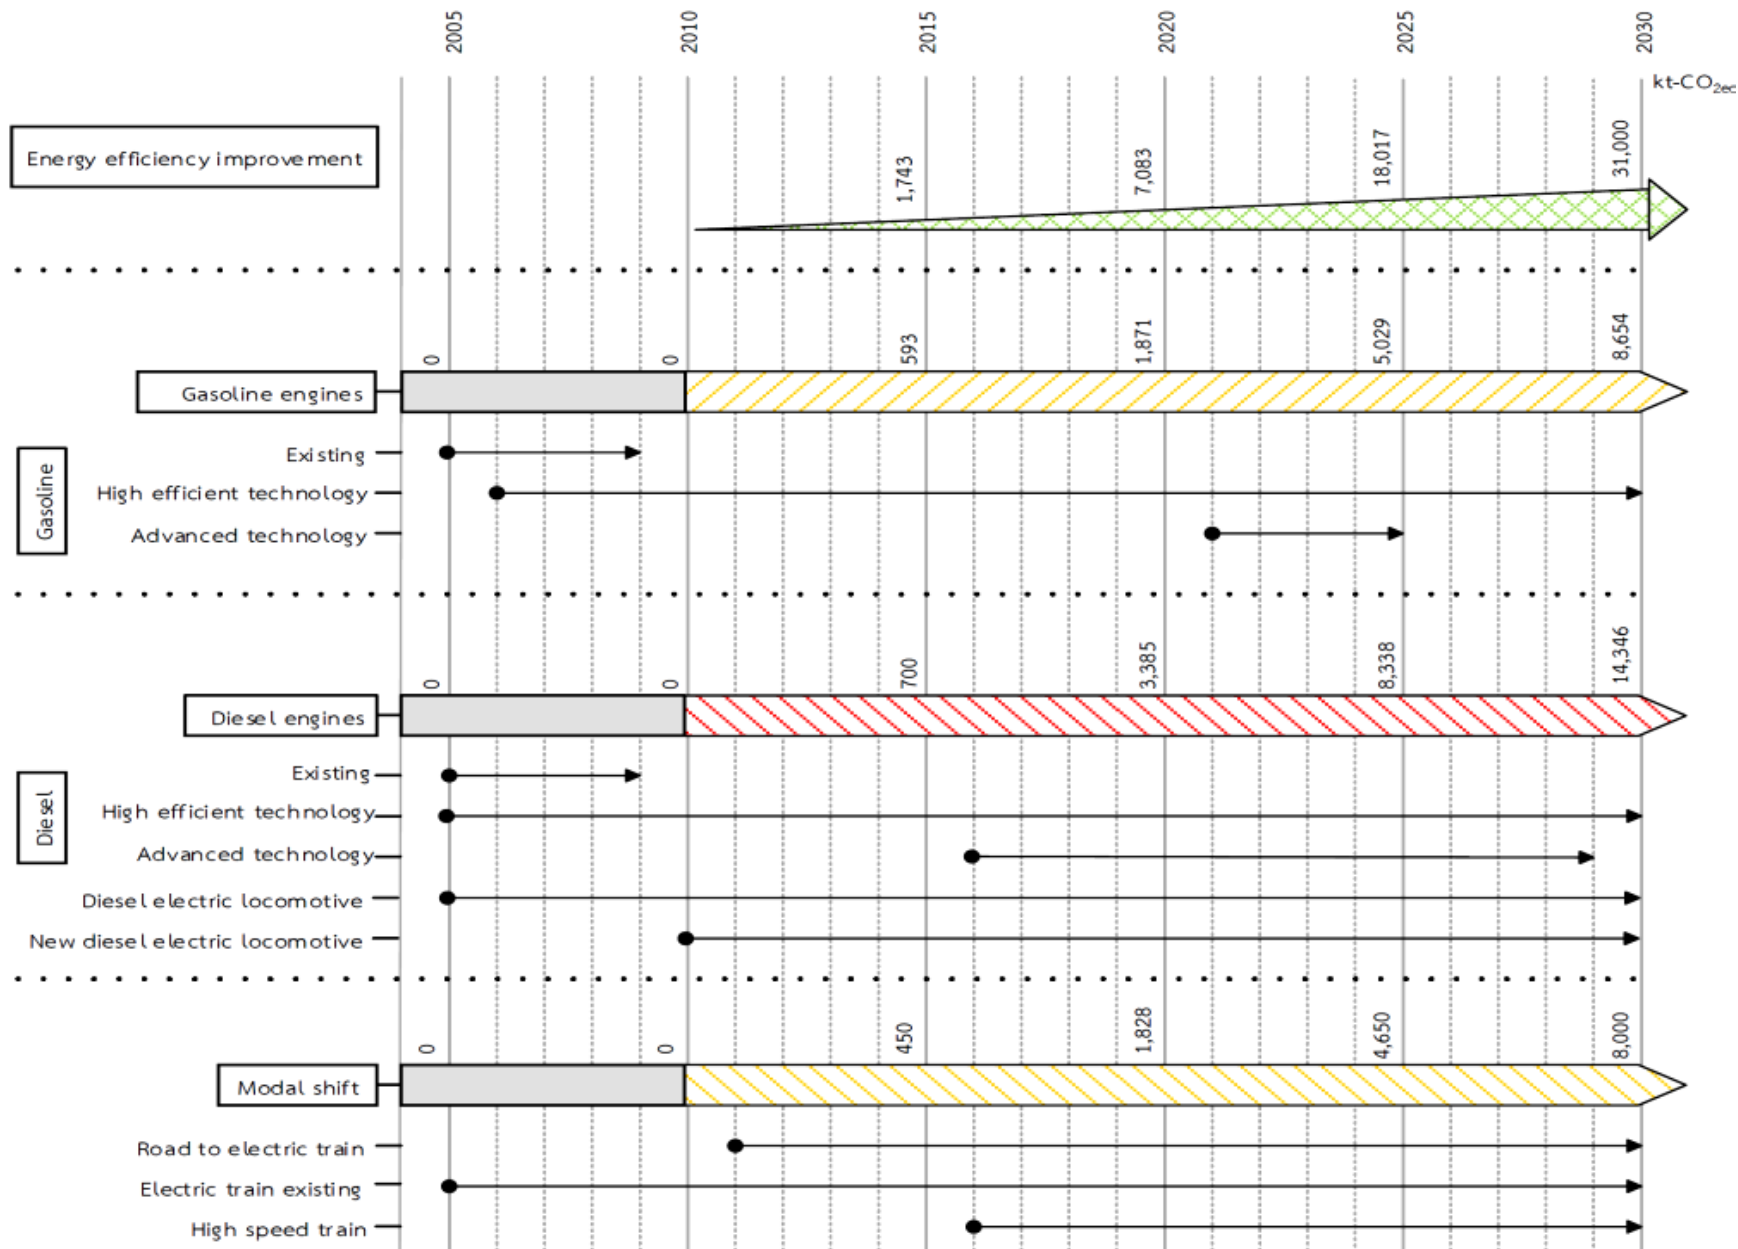 2005 2010 2015 2020 2025 2030
kt-CO2eq
Energy efficiency improvement
1,743 7,083 18,017 31,000
0 0 593 1,871 5,029 8,654
Gasoline engines
Gasoline
Existing
High efficient technology
Advanced technology
0 0 700 3,385 8,338 14,346
Diesel engines
Diesel
Existing
High efficient technology
Advanced technology
Diesel electric locomotive
New diesel electric locomotive
0 0 450 1,828 4,650 8,000
Modal shift
Road to electric train
Electric train existing
High speed train